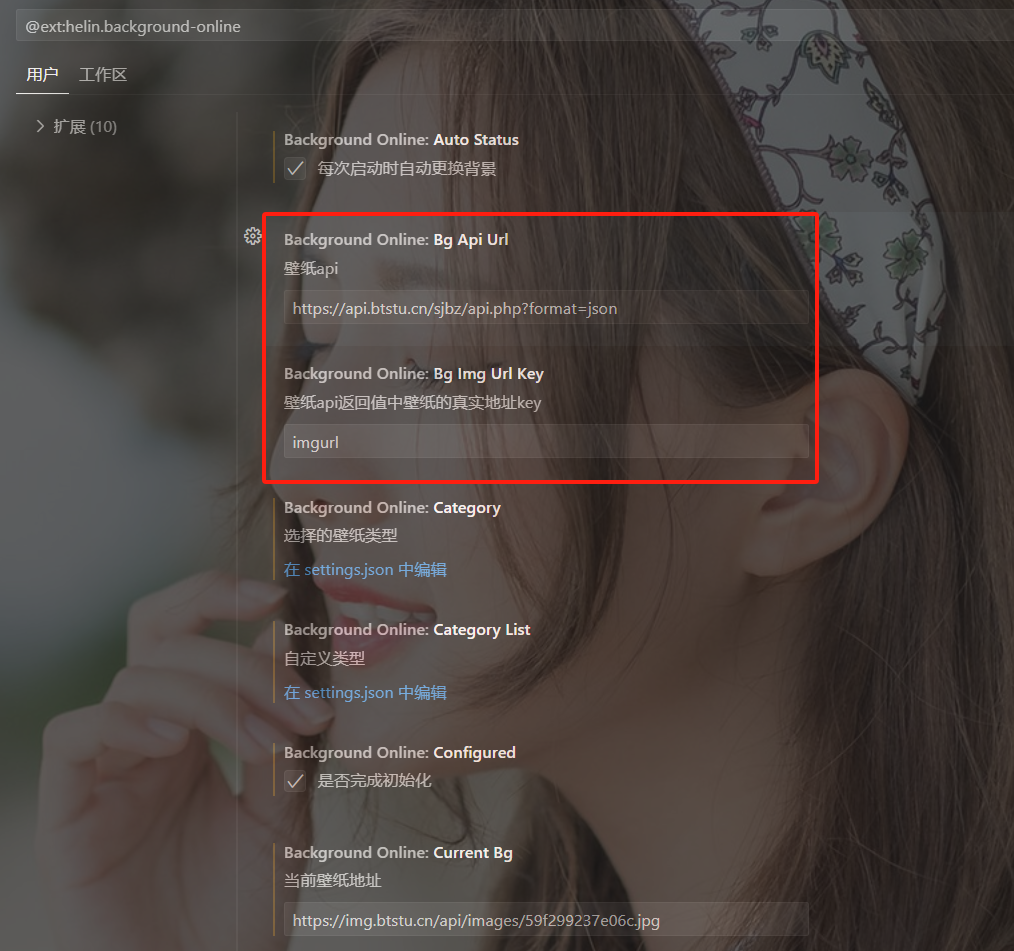 @ext:helin.background-online
用户 工作区
扩展 (10)
Background Online: Auto Status
每次启动时自动更换背景
Background Online: Bg Api Url
壁纸api
https://api.btstu.cn/sjbz/api.php?format=json
Background Online: Bg Img Url Key
壁纸api返回值中壁纸的真实地址key
imgurl
Background Online: Category
选择的壁纸类型
在 settings.json 中编辑
Background Online: Category List
自定义类型
在 settings.json 中编辑
Background Online: Configured
是否完成初始化
Background Online: Current Bg
当前壁纸地址
https://img.btstu.cn/api/images/59f299237e06c.jpg